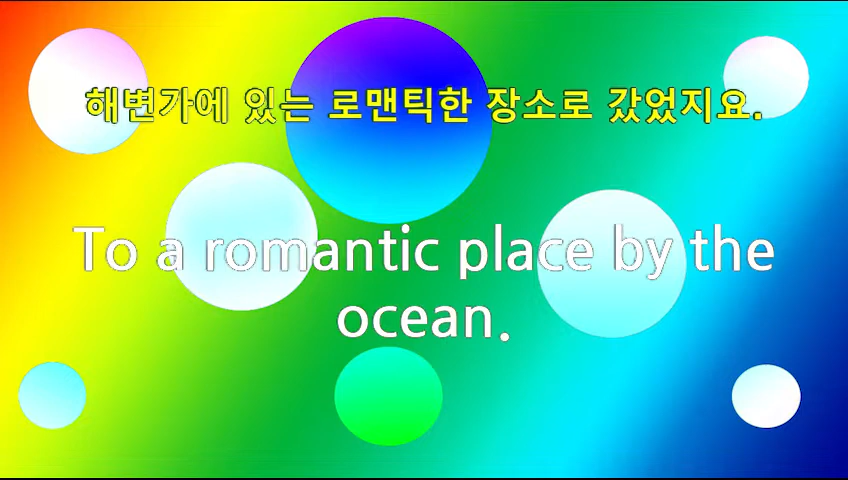 해변가에 있는 로맨틱한 장소로 갔었지요.
To a romantic place by the
ocean.